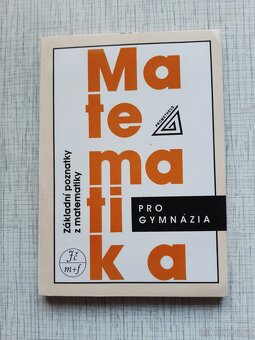 Ma
te
ma
ti
ka
PROMETHEUS
Základní poznatky
z matematiky
PRO
GYMNÁZIA
JČ
m+f